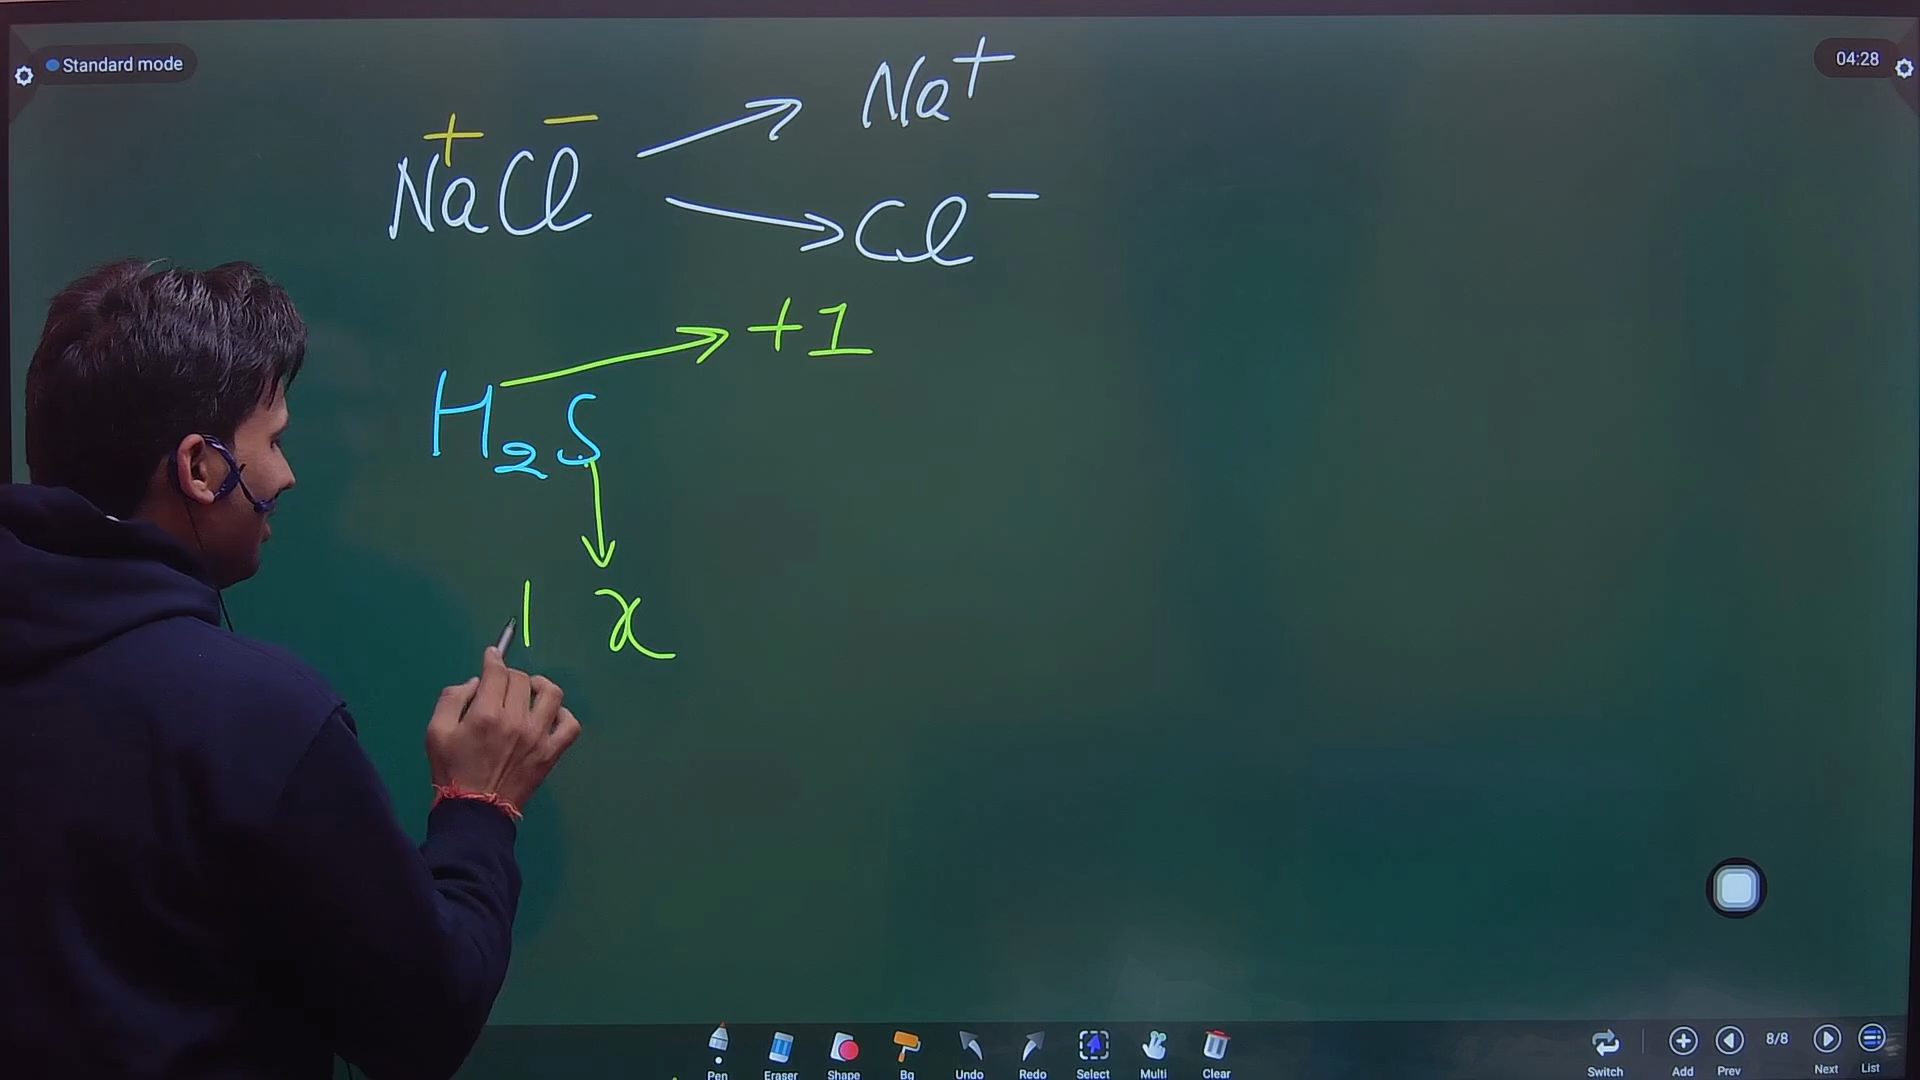 Standard mode
04:28
Na⁺
+ −
NaCl
Cl⁻
+1
H₂S
1 x
Pen Eraser Shape Bg Undo Redo Select Multi Clear Switch Add Prev 8/8 Next List